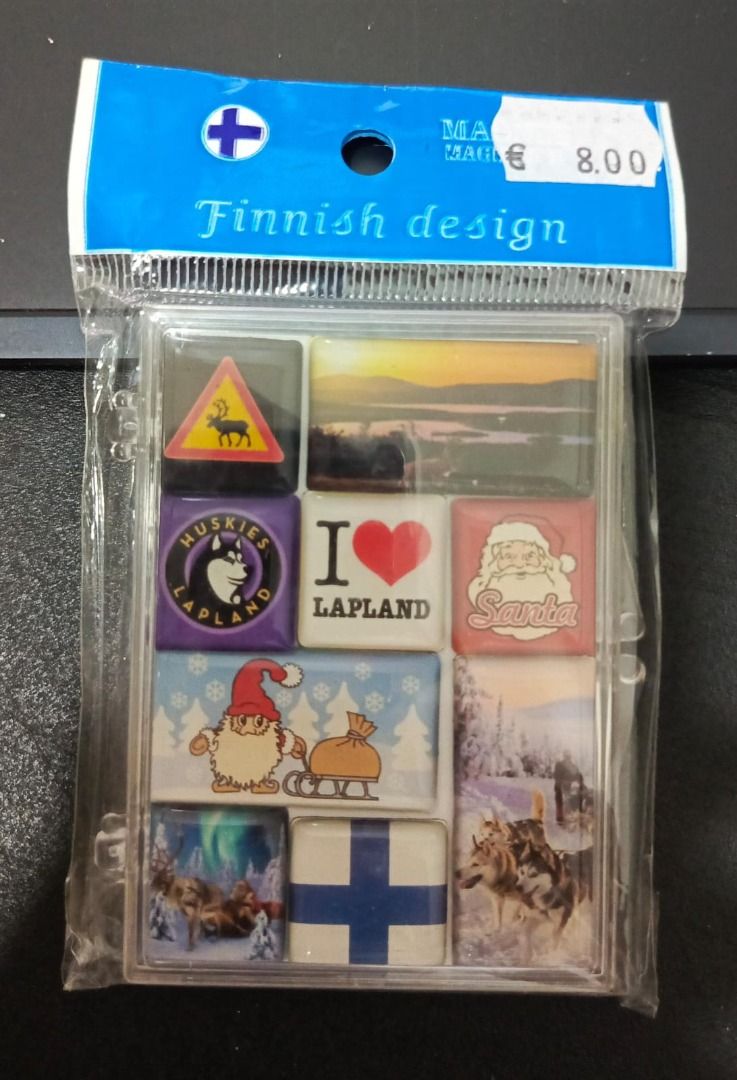 € 8.00
Finnish design
HUSKIES
LAPLAND
I
LAPLAND
Santa